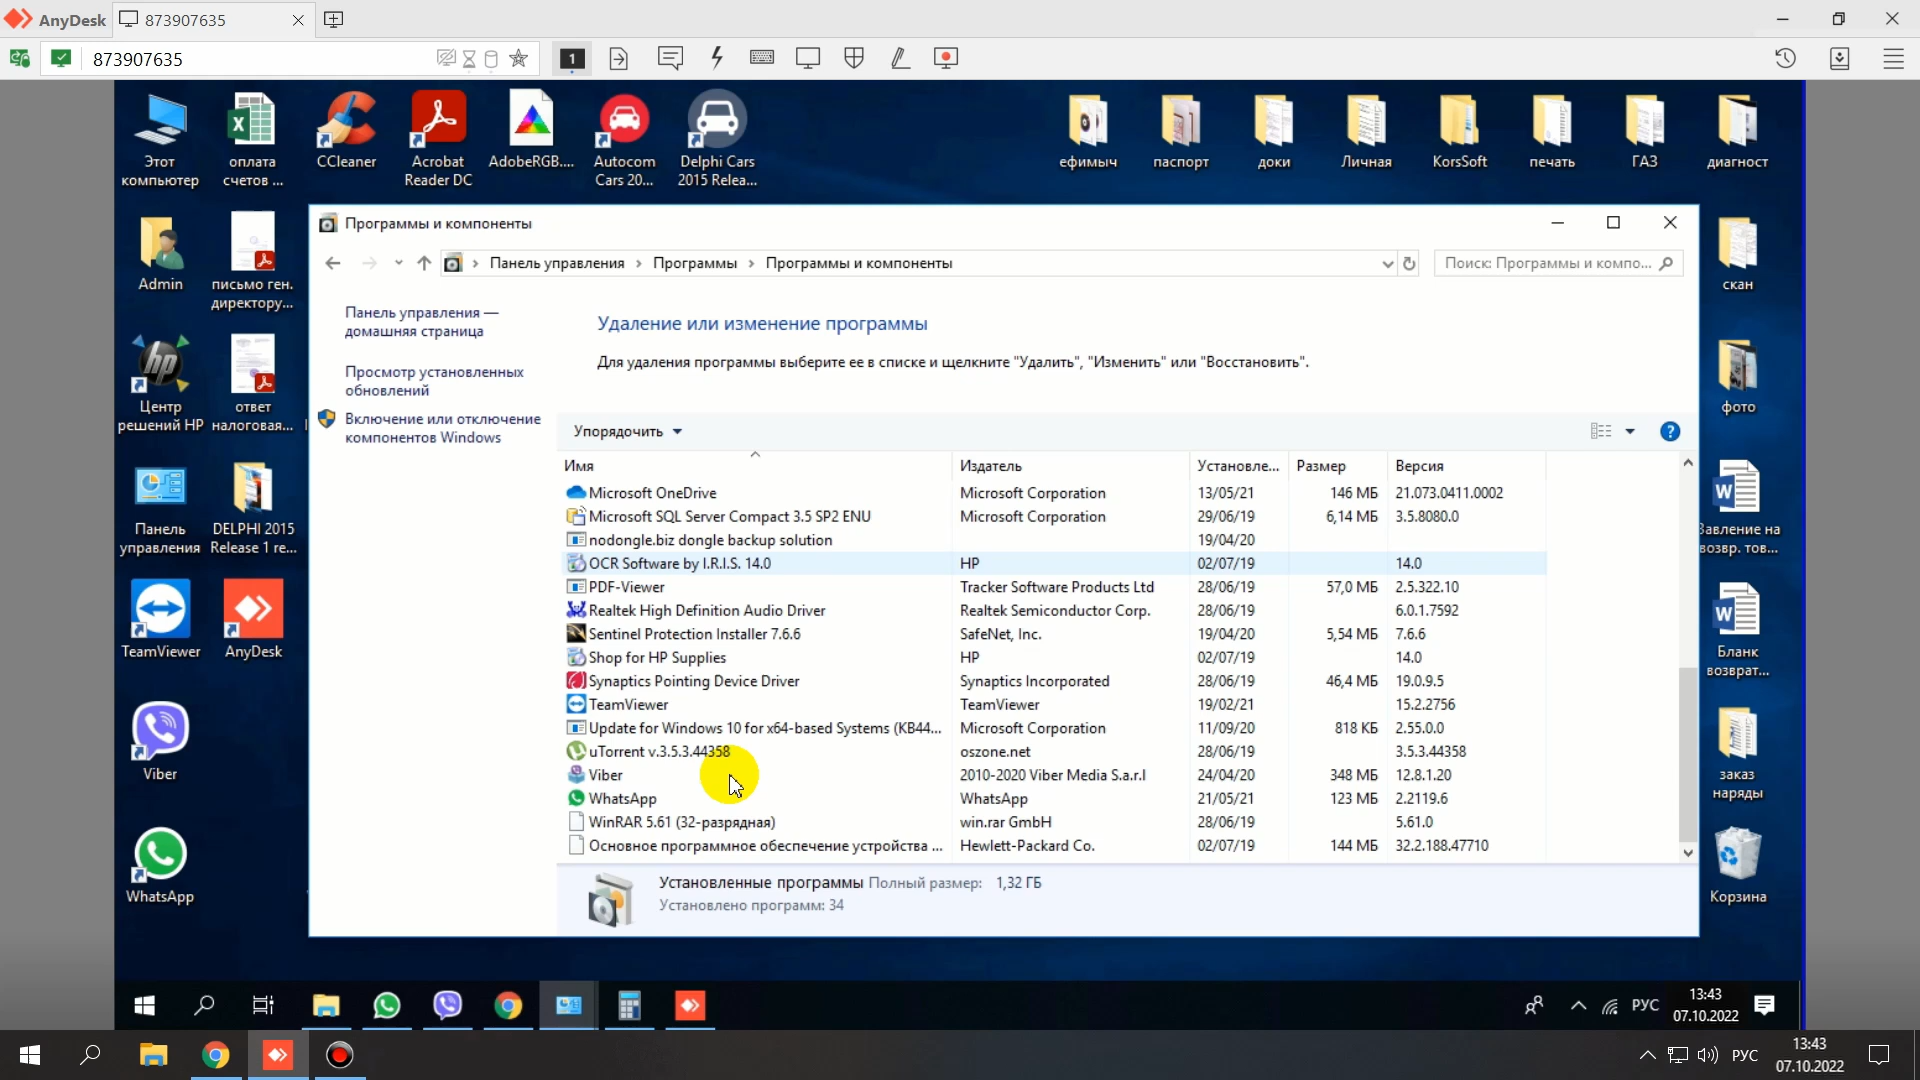 AnyDesk
873907635
873907635
1
Этот
компьютер
оплата
счетов ...
CCleaner
Acrobat
Reader DC
AdobeRGB....
Autocom
Cars 20...
Delphi Cars
2015 Relea...
ефимыч
паспорт
доки
Личная
KorsSoft
печать
ГАЗ
диагност
Admin
письмо ген.
директору...
Центр
решений HP
ответ
налоговая...
Панель
управления
DELPHI 2015
Release 1 re...
TeamViewer
AnyDesk
Viber
WhatsApp
Программы и компоненты
Панель управления
Программы
Программы и компоненты
Поиск: Программы и компо...
Панель управления —
домашняя страница
Просмотр установленных
обновлений
Включение или отключение
компонентов Windows
Удаление или изменение программы
Для удаления программы выберите ее в списке и щелкните "Удалить", "Изменить" или "Восстановить".
Упорядочить
Имя Издатель Установле... Размер Версия
Microsoft OneDrive Microsoft Corporation 13/05/21 146 МБ 21.073.0411.0002
Microsoft SQL Server Compact 3.5 SP2 ENU Microsoft Corporation 29/06/19 6,14 МБ 3.5.8080.0
nodongle.biz dongle backup solution 19/04/20
OCR Software by I.R.I.S. 14.0 HP 02/07/19 14.0
PDF-Viewer Tracker Software Products Ltd 28/06/19 57,0 МБ 2.5.322.10
Realtek High Definition Audio Driver Realtek Semiconductor Corp. 28/06/19 6.0.1.7592
Sentinel Protection Installer 7.6.6 SafeNet, Inc. 19/04/20 5,54 МБ 7.6.6
Shop for HP Supplies HP 02/07/19 14.0
Synaptics Pointing Device Driver Synaptics Incorporated 28/06/19 46,4 МБ 19.0.9.5
TeamViewer TeamViewer 19/02/21 15.2.2756
Update for Windows 10 for x64-based Systems (KB44... Microsoft Corporation 11/09/20 818 КБ 2.55.0.0
uTorrent v.3.5.3.44358 oszone.net 28/06/19 3.5.3.44358
Viber 2010-2020 Viber Media S.a.r.l 24/04/20 348 МБ 12.8.1.20
WhatsApp WhatsApp 21/05/21 123 МБ 2.2119.6
WinRAR 5.61 (32-разрядная) win.rar GmbH 28/06/19 5.61.0
Основное программное обеспечение устройства ... Hewlett-Packard Co. 02/07/19 144 МБ 32.2.188.47710
Установленные программы Полный размер: 1,32 ГБ
Установлено программ: 34
скан
фото
Завление на
возвр. тов...
Бланк
возврат...
заказ
наряды
Корзина
РУС
13:43
07.10.2022
РУС
13:43
07.10.2022